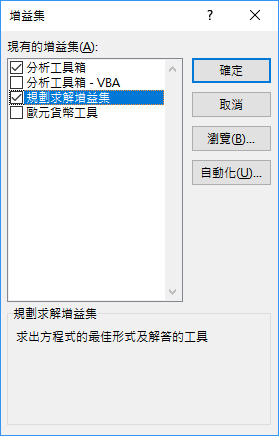 增益集
現有的增益集(A):
分析工具箱
分析工具箱 - VBA
規劃求解增益集
歐元貨幣工具
確定
取消
瀏覽(B)...
自動化(U)...
規劃求解增益集
求出方程式的最佳形式及解答的工具